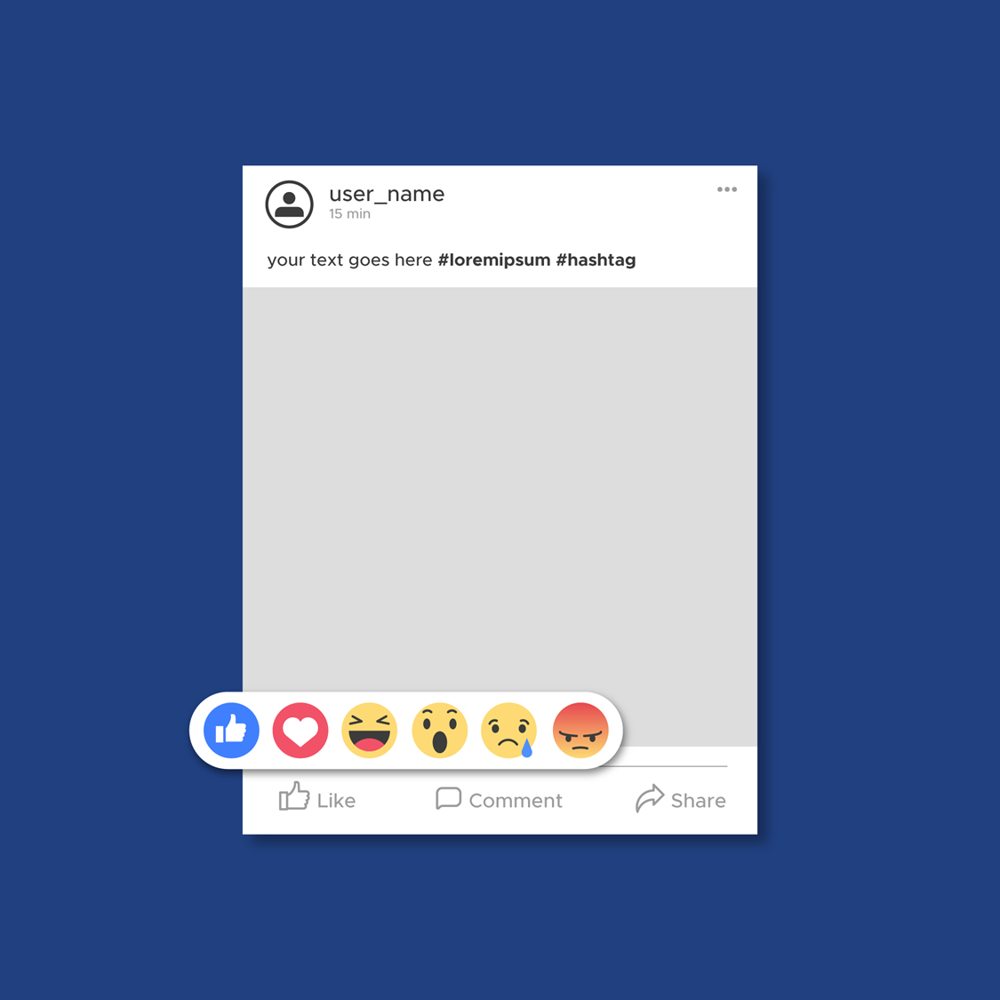 user_name
15 min
your text goes here #loremipsum #hashtag
Like Comment Share